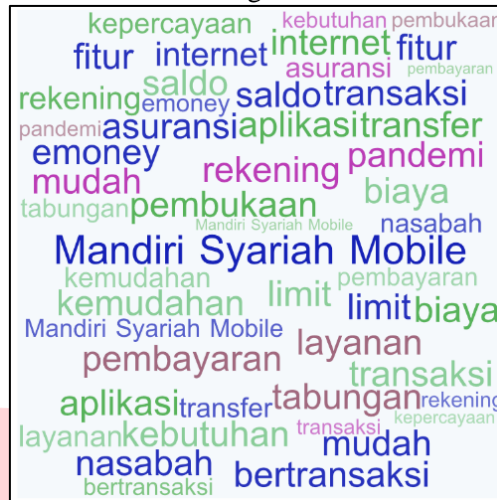 kepercayaan kebutuhan pembukaan
fitur internet internet fitur
asuransi pembayaran
rekening saldo emoney saldo transaksi
pandemi asuransi aplikasi transfer
emoney rekening pandemi
mudah biaya
tabungan pembukaan
Mandiri Syariah Mobile nasabah
Mandiri Syariah Mobile
kemudahan pembayaran
kemudahan limit limit biaya
Mandiri Syariah Mobile
pembayaran layanan
transaksi
aplikasi transfer tabungan rekening
kepercayaan
layanan kebutuhan transaksi mudah
nasabah bertransaksi
bertransaksi